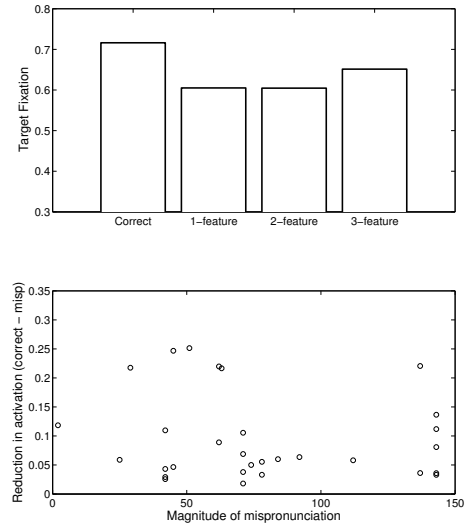 0.8
0.7
0.6
0.5
0.4
0.3
Target Fixation
Correct 1−feature 2−feature 3−feature
0.35
0.3
0.25
0.2
0.15
0.1
0.05
0
Reduction in activation (correct − misp)
0 50 100 150
Magnitude of mispronunciation